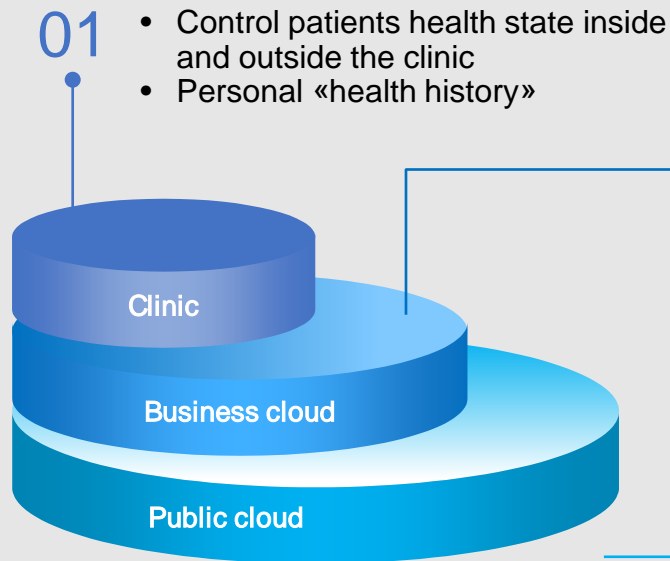 01
• Control patients health state inside
and outside the clinic
• Personal «health history»
Clinic
Business cloud
Public cloud